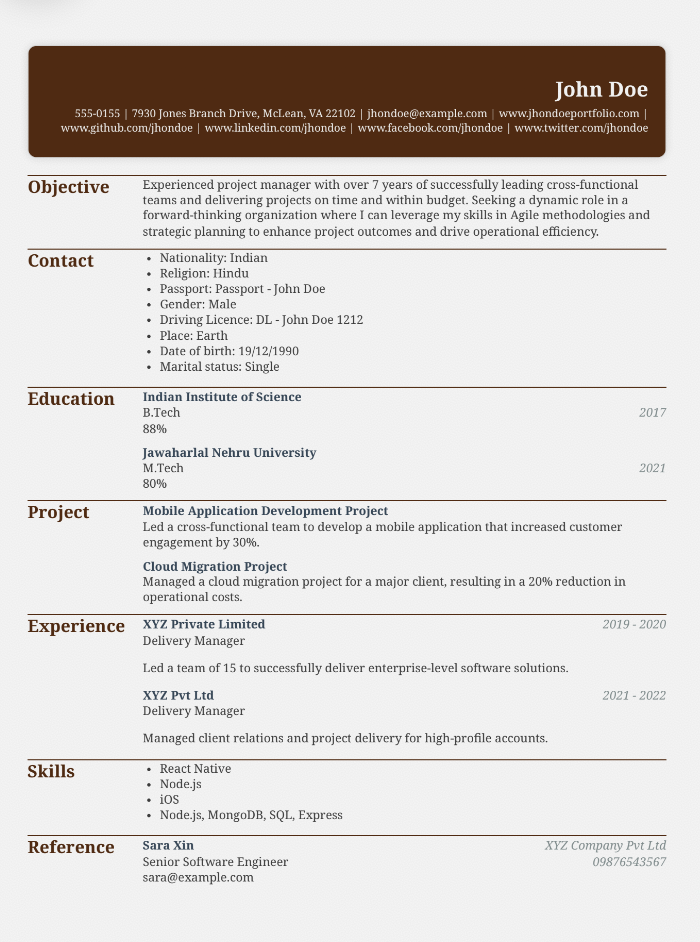 John Doe
555-0155 | 7930 Jones Branch Drive, McLean, VA 22102 | jhondoe@example.com | www.jhondoeportfolio.com |
www.github.com/jhondoe | www.linkedin.com/jhondoe | www.facebook.com/jhondoe | www.twitter.com/jhondoe
Objective
Experienced project manager with over 7 years of successfully leading cross-functional
teams and delivering projects on time and within budget. Seeking a dynamic role in a
forward-thinking organization where I can leverage my skills in Agile methodologies and
strategic planning to enhance project outcomes and drive operational efficiency.
Contact
• Nationality: Indian
• Religion: Hindu
• Passport: Passport - John Doe
• Gender: Male
• Driving Licence: DL - John Doe 1212
• Place: Earth
• Date of birth: 19/12/1990
• Marital status: Single
Education
Indian Institute of Science
B.Tech 2017
88%
Jawaharlal Nehru University
M.Tech 2021
80%
Project
Mobile Application Development Project
Led a cross-functional team to develop a mobile application that increased customer
engagement by 30%.
Cloud Migration Project
Managed a cloud migration project for a major client, resulting in a 20% reduction in
operational costs.
Experience
XYZ Private Limited 2019 - 2020
Delivery Manager
Led a team of 15 to successfully deliver enterprise-level software solutions.
XYZ Pvt Ltd 2021 - 2022
Delivery Manager
Managed client relations and project delivery for high-profile accounts.
Skills
• React Native
• Node.js
• iOS
• Node.js, MongoDB, SQL, Express
Reference
Sara Xin XYZ Company Pvt Ltd
Senior Software Engineer 09876543567
sara@example.com